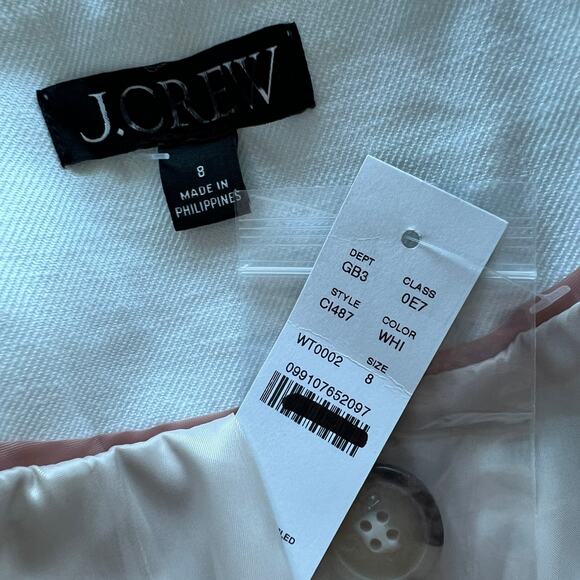 J.CREW
8
MADE IN
PHILIPPINES
DEPT CLASS
GB3 0E7
STYLE COLOR
CI487 WHI
WT0002 SIZE
8
099107652097